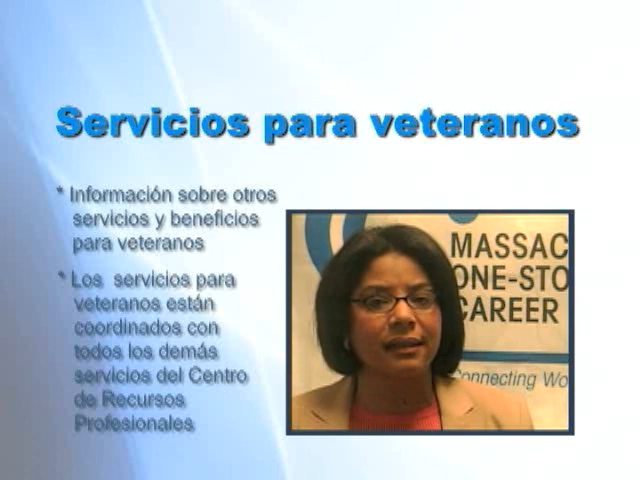 Servicios para veteranos
* Información sobre otros
servicios y beneficios
para veteranos
* Los servicios para
veteranos están
coordinados con
todos los demás
servicios del Centro
de Recursos
Profesionales
MASSAC
ONE-STO
CAREER
Connecting Wo